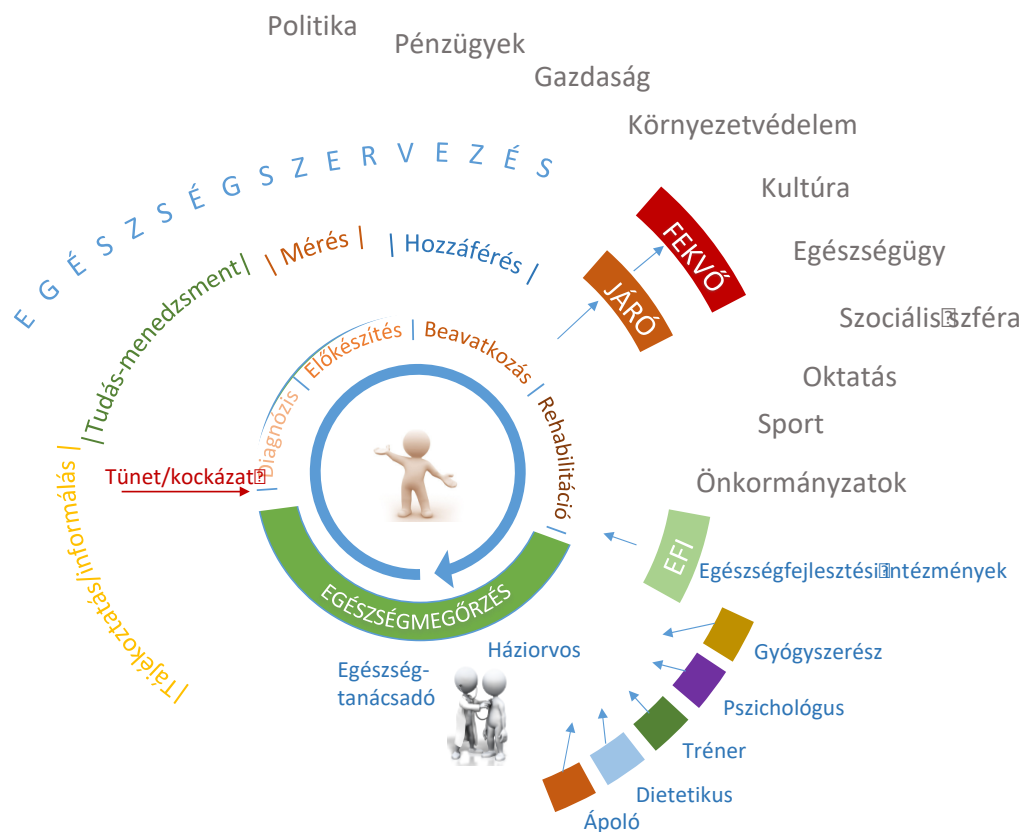 Politika
Pénzügyek
Gazdaság
Környezetvédelem
Kultúra
Egészségügy
Szociális szféra
Oktatás
Sport
Önkormányzatok
EGÉSZSÉGSZERVEZÉS
|Tájékoztatás/informálás|
|Tudás-menedzsment|
| Mérés |
| Hozzáférés |
JÁRÓ
FEKVŐ
Tünet/kockázat
|Diagnózis | Előkészítés | Beavatkozás | Rehabilitáció |
EGÉSZSÉGMEGŐRZÉS
EFI
Egészségfejlesztési Intézmények
Háziorvos
Egészség-
tanácsadó
Gyógyszerész
Pszichológus
Tréner
Dietetikus
Ápoló